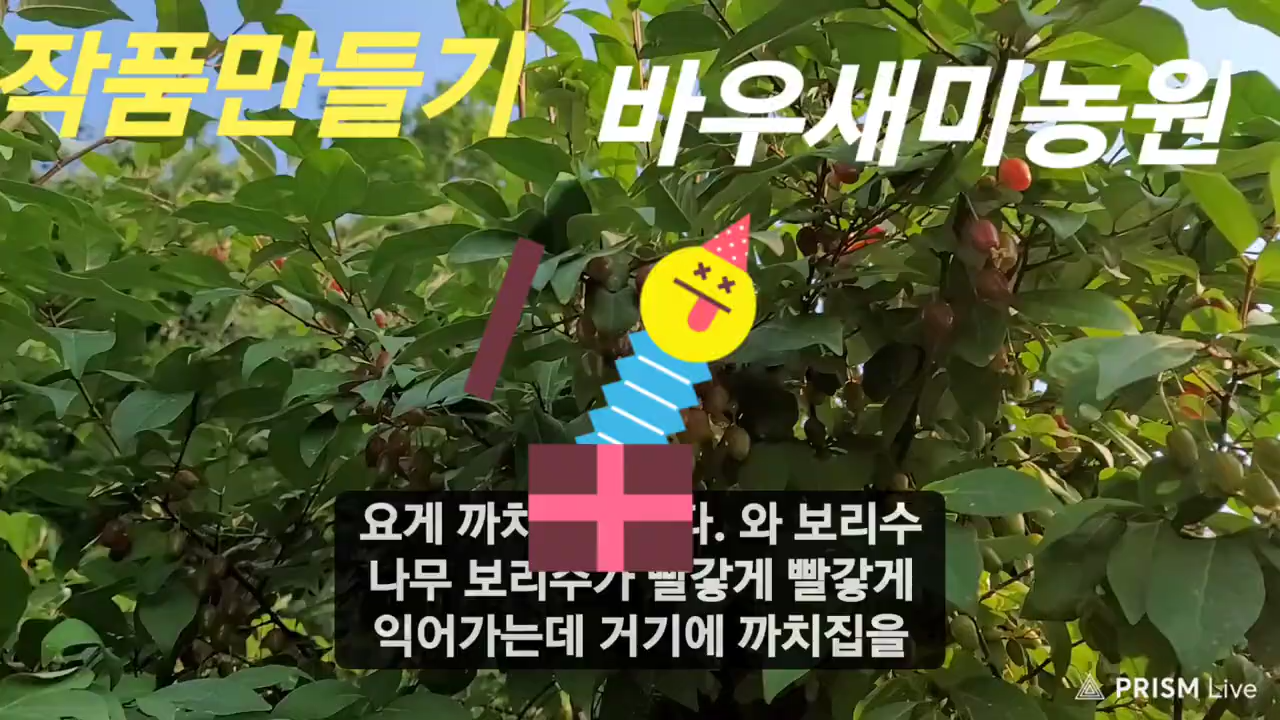 작품만들기
바우새미농원
요게 다. 와 보리수
나무 보리수가 빨갛게 빨갛게
익어가는데 거기에 까치집을
PRISM Live